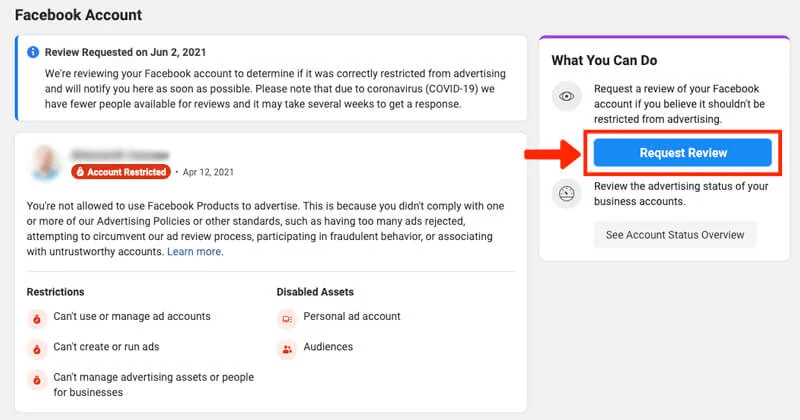 Facebook Account
Review Requested on Jun 2, 2021
We're reviewing your Facebook account to determine if it was correctly restricted from advertising
and will notify you here as soon as possible. Please note that due to coronavirus (COVID-19) we
have fewer people available for reviews and it may take several weeks to get a response.
Account Restricted • Apr 12, 2021
You're not allowed to use Facebook Products to advertise. This is because you didn't comply with one
or more of our Advertising Policies or other standards, such as having too many ads rejected,
attempting to circumvent our ad review process, participating in fraudulent behavior, or associating
with untrustworthy accounts. Learn more.
Restrictions
Can't use or manage ad accounts
Can't create or run ads
Can't manage advertising assets or people
for businesses
Disabled Assets
Personal ad account
Audiences
What You Can Do
Request a review of your Facebook
account if you believe it shouldn't be
restricted from advertising.
Request Review
Review the advertising status of your
business accounts.
See Account Status Overview